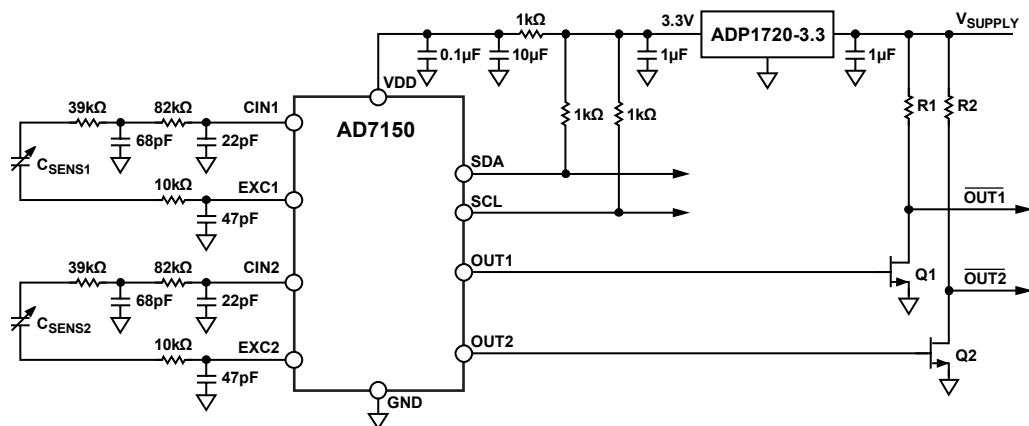 1kΩ
3.3V
ADP1720-3.3
VSUPPLY
0.1µF
10µF
1µF
1µF
VDD
R1
R2
39kΩ
82kΩ
CIN1
AD7150
1kΩ
1kΩ
68pF
22pF
CSENS1
SDA
10kΩ
EXC1
SCL
OUT1
47pF
39kΩ
82kΩ
CIN2
OUT1
Q1
OUT2
68pF
22pF
CSENS2
10kΩ
EXC2
OUT2
Q2
47pF
GND